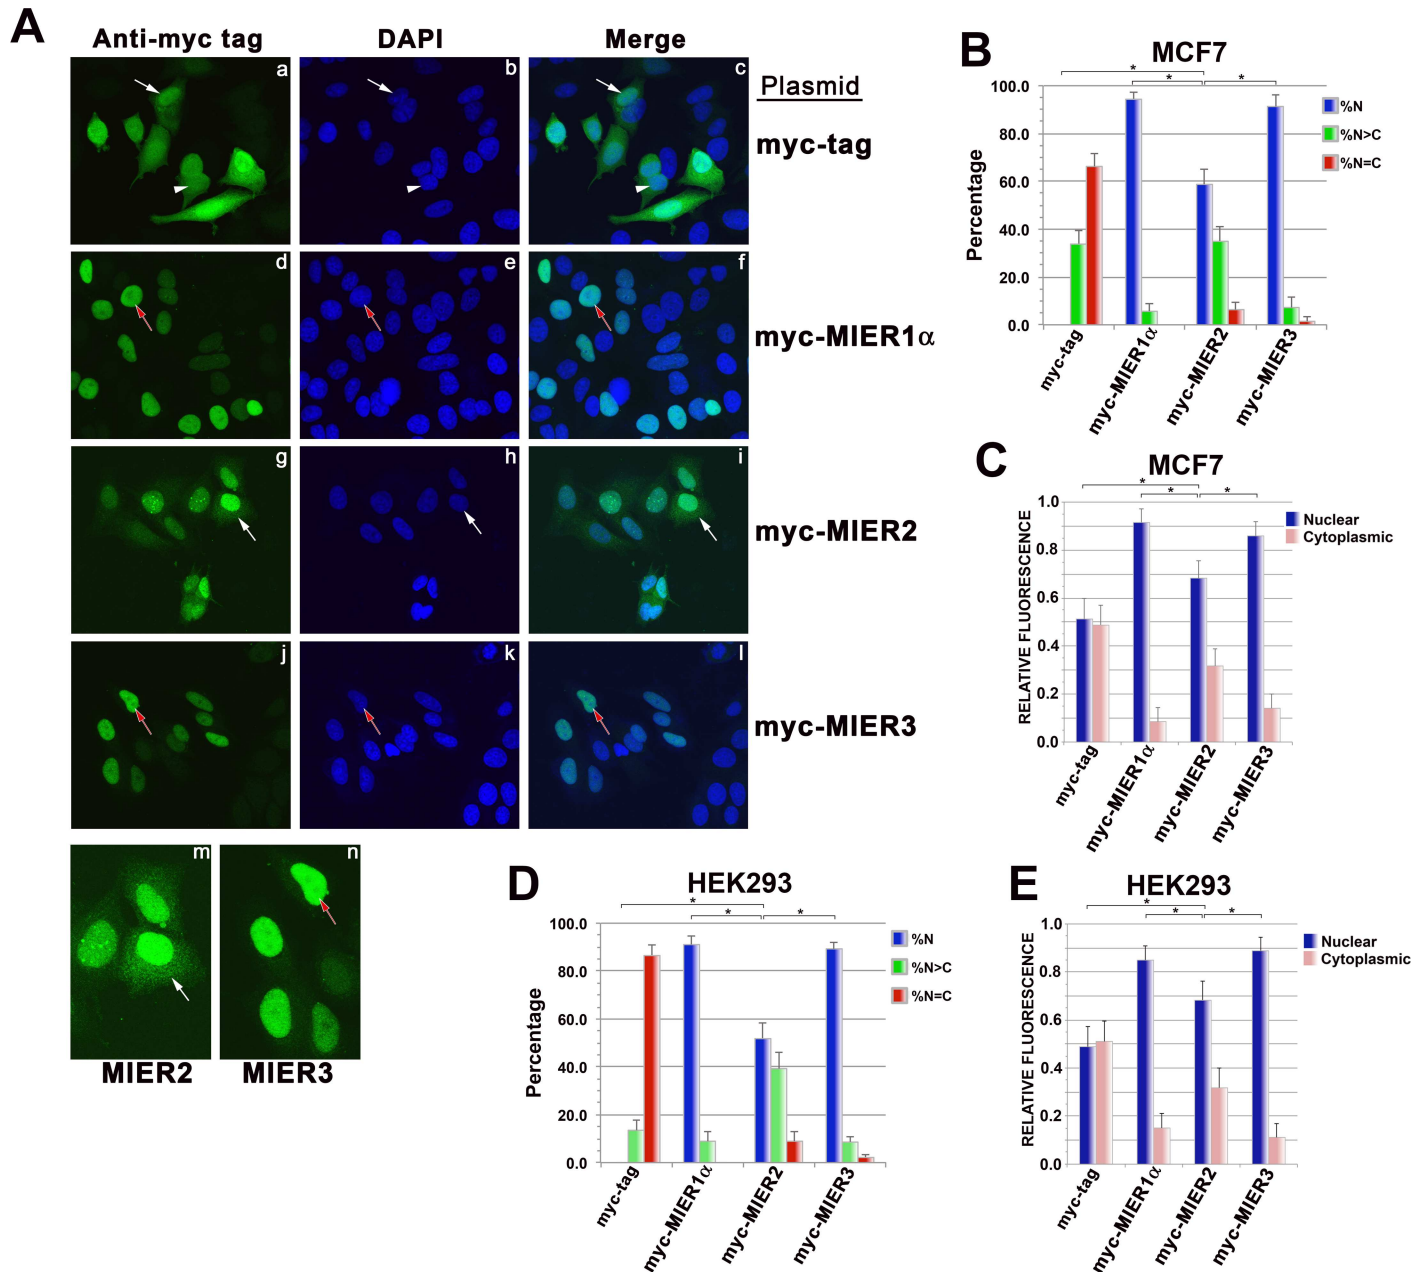 A
Anti-myc tag
DAPI
Merge
Plasmid
a
b
c
myc-tag
d
e
f
myc-MIER1α
g
h
i
myc-MIER2
j
k
l
myc-MIER3
m
n
MIER2
MIER3
B
MCF7
* * *
Percentage
100.0
80.0
60.0
40.0
20.0
0.0
%N
%N>C
%N=C
myc-tag
myc-MIER1α
myc-MIER2
myc-MIER3
C
MCF7
* * *
RELATIVE FLUORESCENCE
1.0
0.8
0.6
0.4
0.2
0.0
Nuclear
Cytoplasmic
myc-tag
myc-MIER1α
myc-MIER2
myc-MIER3
D
HEK293
* * *
Percentage
100.0
80.0
60.0
40.0
20.0
0.0
%N
%N>C
%N=C
myc-tag
myc-MIER1α
myc-MIER2
myc-MIER3
E
HEK293
* * *
RELATIVE FLUORESCENCE
1.0
0.8
0.6
0.4
0.2
0.0
Nuclear
Cytoplasmic
myc-tag
myc-MIER1α
myc-MIER2
myc-MIER3